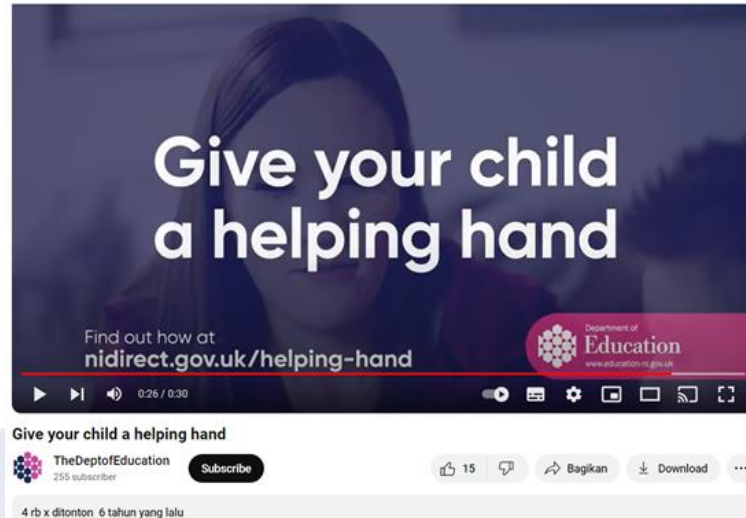 Give your child
a helping hand
Find out how at
nidirect.gov.uk/helping-hand
Department of
Education
www.education-ni.gov.uk
0:26 / 0:30
Give your child a helping hand
TheDeptofEducation
255 subscriber
Subscribe
15
Bagikan
Download
4 rb x ditonton 6 tahun yang lalu